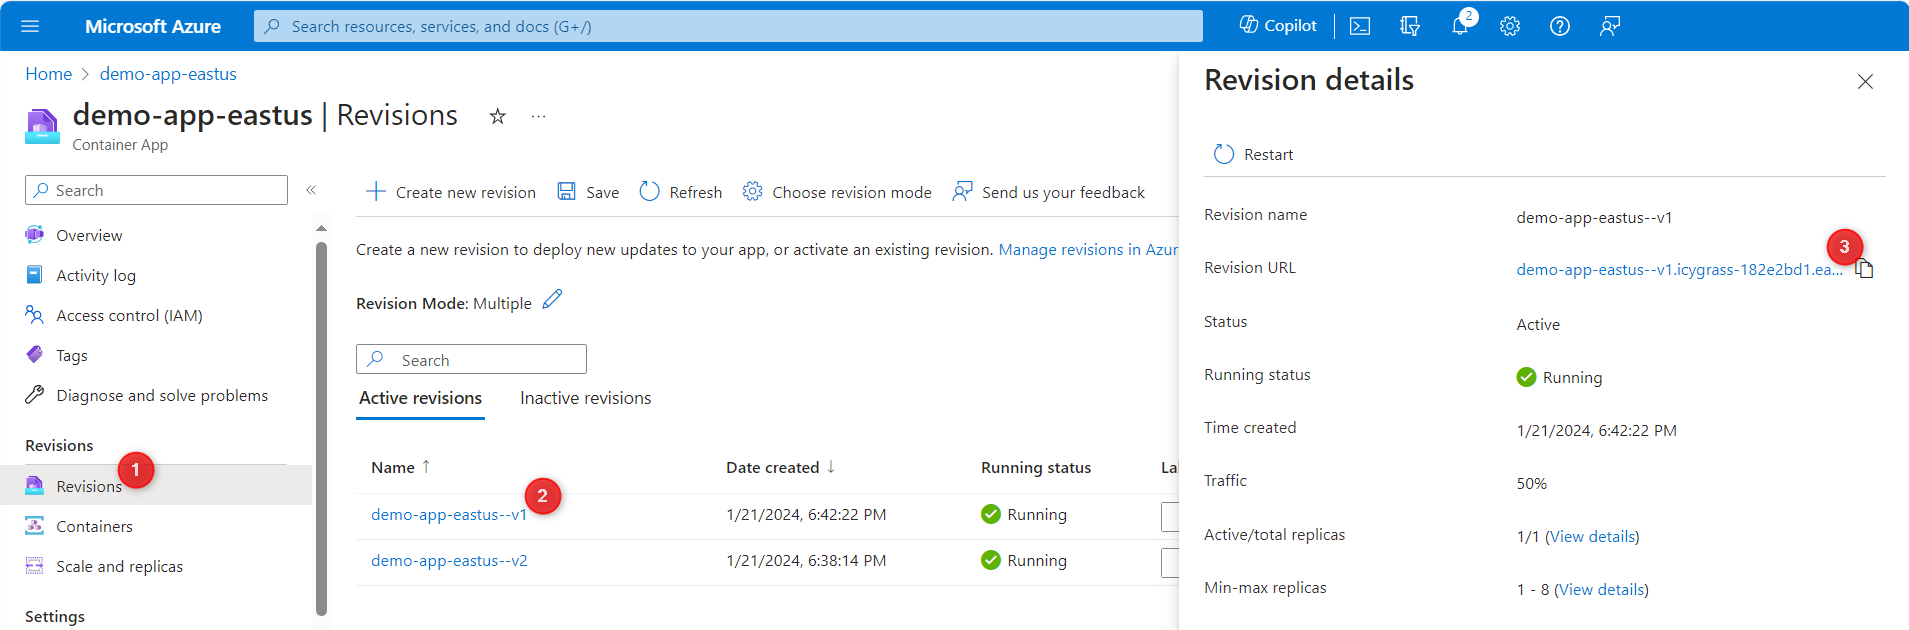 Microsoft Azure
Search resources, services, and docs (G+/)
Copilot
2
Home > demo-app-eastus
demo-app-eastus | Revisions
...
Container App
Search
«
Overview
Activity log
Access control (IAM)
Tags
Diagnose and solve problems
Revisions
1
Revisions
Containers
Scale and replicas
Settings
Create new revision
Save
Refresh
Choose revision mode
Send us your feedback
Create a new revision to deploy new updates to your app, or activate an existing revision. Manage revisions in Azur
Revision Mode: Multiple
Search
Active revisions
Inactive revisions
Name ↑ Date created ↓ Running status La
2
demo-app-eastus--v1 1/21/2024, 6:42:22 PM Running
demo-app-eastus--v2 1/21/2024, 6:38:14 PM Running
Revision details
Restart
Revision name demo-app-eastus--v1
3
Revision URL demo-app-eastus--v1.icygrass-182e2bd1.ea...
Status Active
Running status Running
Time created 1/21/2024, 6:42:22 PM
Traffic 50%
Active/total replicas 1/1 (View details)
Min-max replicas 1 - 8 (View details)